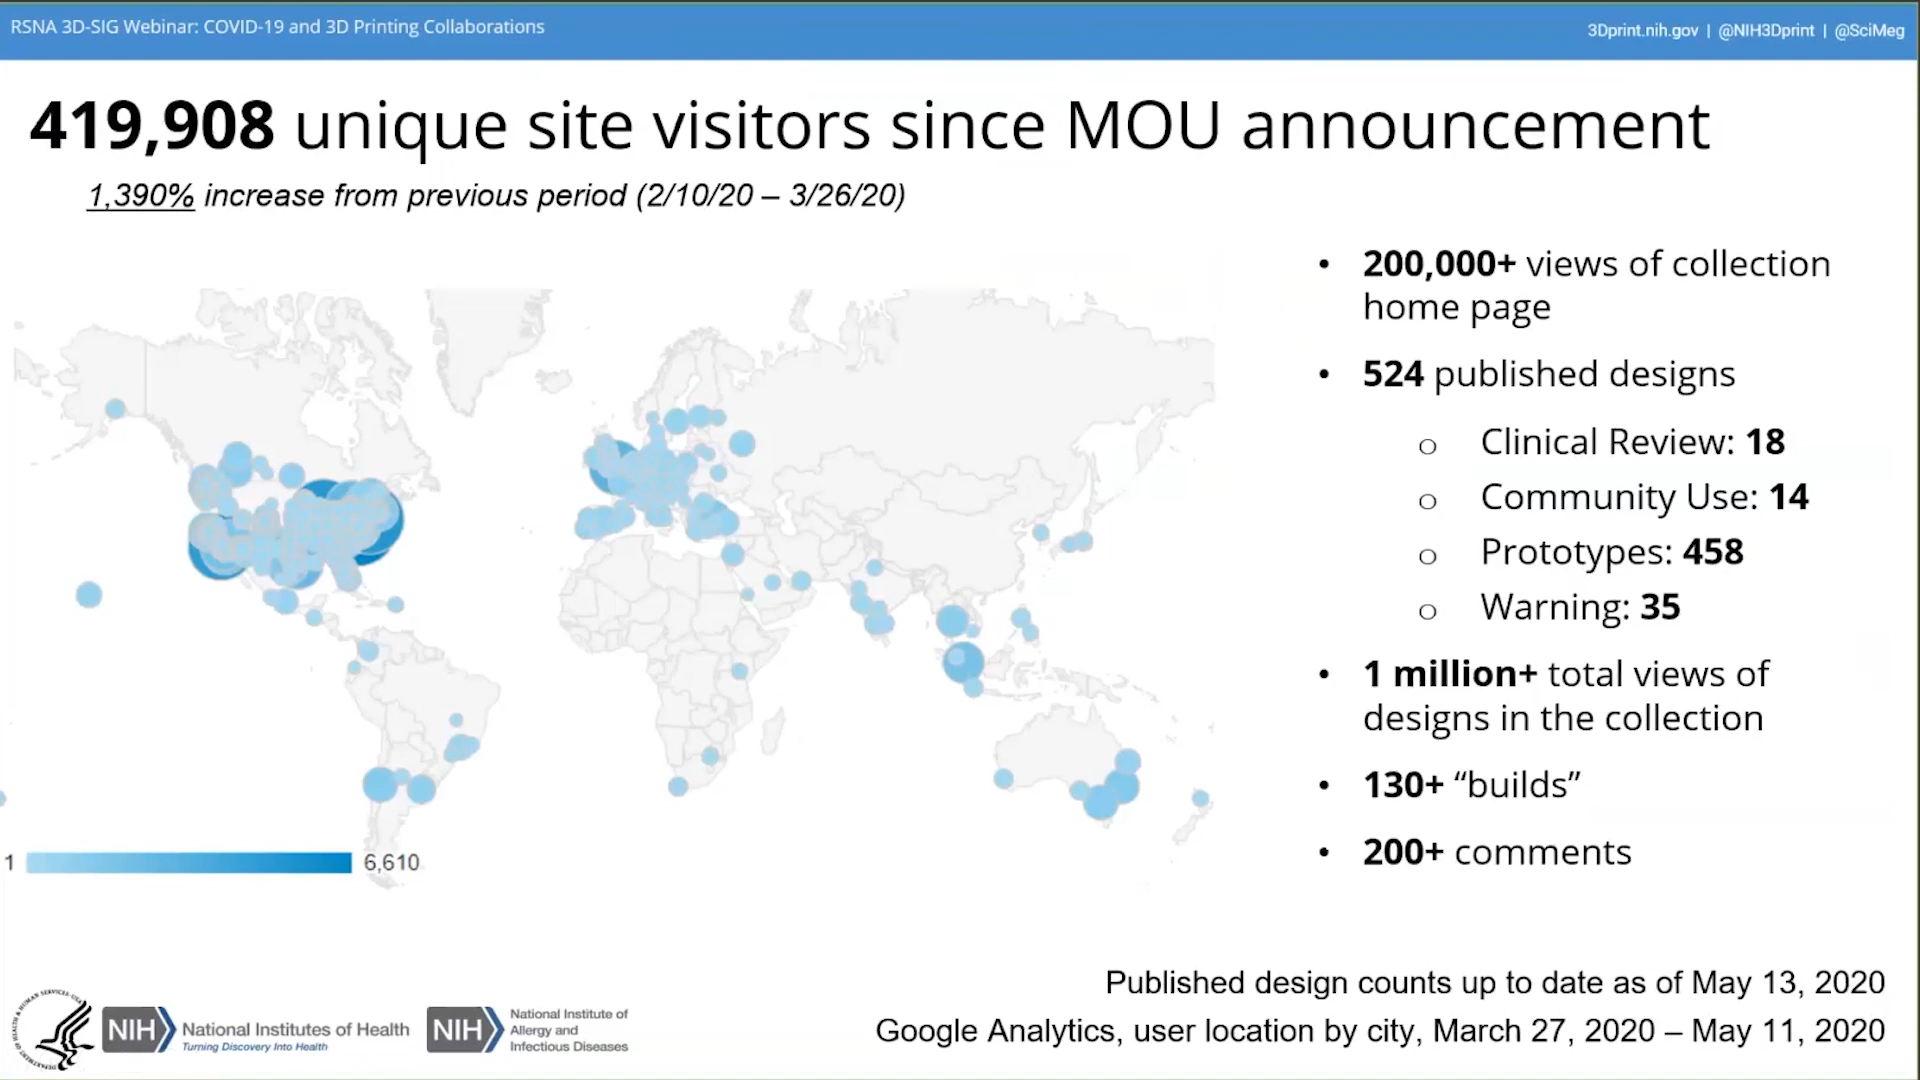 RSNA 3D-SIG Webinar: COVID-19 and 3D Printing Collaborations
3Dprint.nih.gov | @NIH3Dprint | @SciMeg
419,908 unique site visitors since MOU announcement
1,390% increase from previous period (2/10/20 – 3/26/20)
• 200,000+ views of collection
home page
• 524 published designs
o Clinical Review: 18
o Community Use: 14
o Prototypes: 458
o Warning: 35
• 1 million+ total views of
designs in the collection
• 130+ “builds”
• 200+ comments
1 6,610
Published design counts up to date as of May 13, 2020
Google Analytics, user location by city, March 27, 2020 – May 11, 2020
NIH National Institutes of Health
Turning Discovery Into Health
NIH
National Institute of
Allergy and
Infectious Diseases